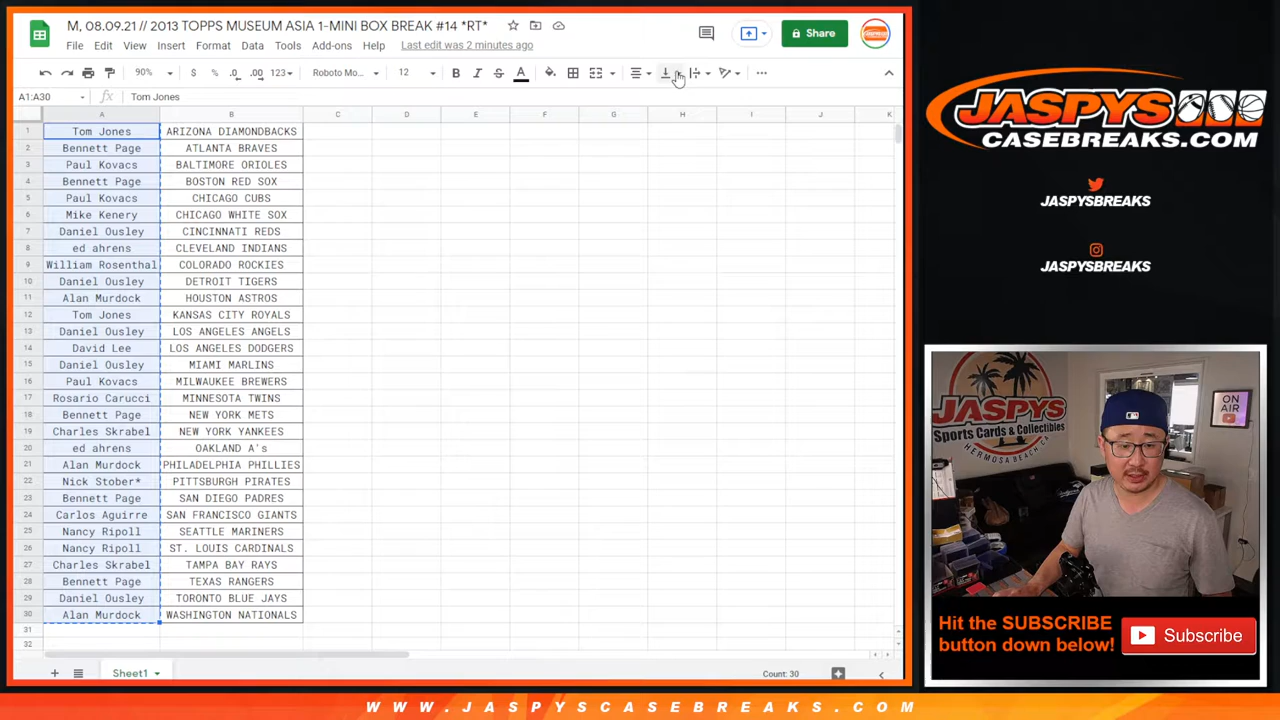 M, 08.09.21 // 2013 TOPPS MUSEUM ASIA 1-MINI BOX BREAK #14 *RT*
File Edit View Insert Format Data Tools Add-ons Help Last edit was 2 minutes ago
Share
90% $ % .0 .00 123 Roboto Mo... 12 B I S A
A1:A30 fx Tom Jones
A B C D E F G H I J K
1 Tom Jones ARIZONA DIAMONDBACKS
2 Bennett Page ATLANTA BRAVES
3 Paul Kovacs BALTIMORE ORIOLES
4 Bennett Page BOSTON RED SOX
5 Paul Kovacs CHICAGO CUBS
6 Mike Kenery CHICAGO WHITE SOX
7 Daniel Ousley CINCINNATI REDS
8 ed ahrens CLEVELAND INDIANS
9 William Rosenthal COLORADO ROCKIES
10 Daniel Ousley DETROIT TIGERS
11 Alan Murdock HOUSTON ASTROS
12 Tom Jones KANSAS CITY ROYALS
13 Daniel Ousley LOS ANGELES ANGELS
14 David Lee LOS ANGELES DODGERS
15 Daniel Ousley MIAMI MARLINS
16 Paul Kovacs MILWAUKEE BREWERS
17 Rosario Carucci MINNESOTA TWINS
18 Bennett Page NEW YORK METS
19 Charles Skrabel NEW YORK YANKEES
20 ed ahrens OAKLAND A's
21 Alan Murdock PHILADELPHIA PHILLIES
22 Nick Stober* PITTSBURGH PIRATES
23 Bennett Page SAN DIEGO PADRES
24 Carlos Aguirre SAN FRANCISCO GIANTS
25 Nancy Ripoll SEATTLE MARINERS
26 Nancy Ripoll ST. LOUIS CARDINALS
27 Charles Skrabel TAMPA BAY RAYS
28 Bennett Page TEXAS RANGERS
29 Daniel Ousley TORONTO BLUE JAYS
30 Alan Murdock WASHINGTON NATIONALS
31
32
Sheet1
Count: 30
JASPYS
CASEBREAKS.COM
JASPYSBREAKS
JASPYSBREAKS
JASPYS
Sports Cards & Collectibles
HERMOSA BEACH CA
ON
AIR
Hit the SUBSCRIBE
button down below!
Subscribe
WWW.JASPYSCASEBREAKS.COM